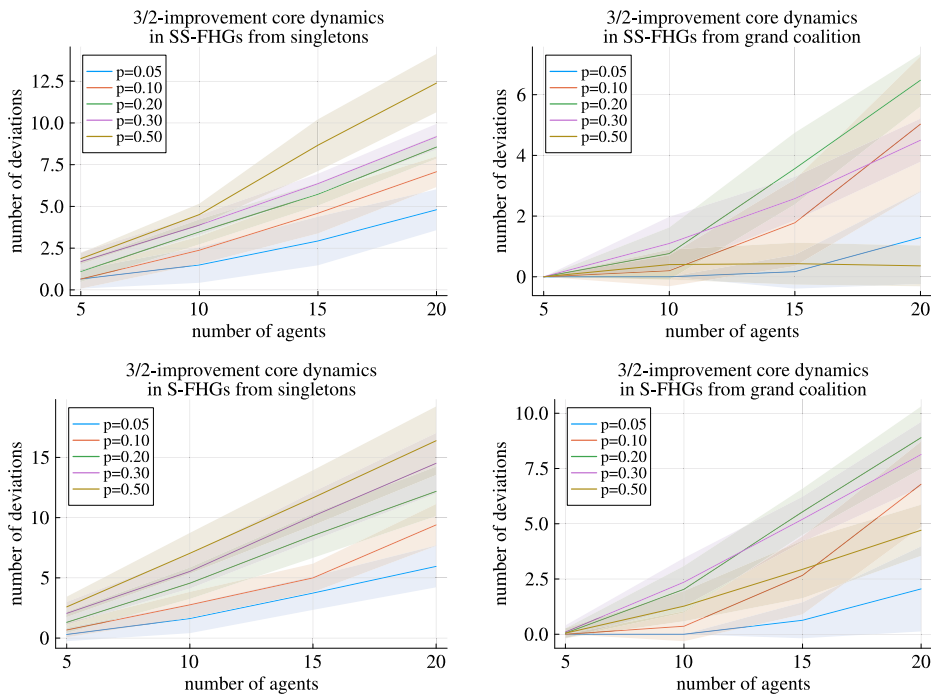 3/2-improvement core dynamics
in SS-FHGs from singletons
number of deviations
12.5
10.0
7.5
5.0
2.5
0.0
p=0.05
p=0.10
p=0.20
p=0.30
p=0.50
5
10
15
20
number of agents
3/2-improvement core dynamics
in SS-FHGs from grand coalition
number of deviations
6
4
2
0
p=0.05
p=0.10
p=0.20
p=0.30
p=0.50
5
10
15
20
number of agents
3/2-improvement core dynamics
in S-FHGs from singletons
number of deviations
15
10
5
0
p=0.05
p=0.10
p=0.20
p=0.30
p=0.50
5
10
15
20
number of agents
3/2-improvement core dynamics
in S-FHGs from grand coalition
number of deviations
10.0
7.5
5.0
2.5
0.0
p=0.05
p=0.10
p=0.20
p=0.30
p=0.50
5
10
15
20
number of agents